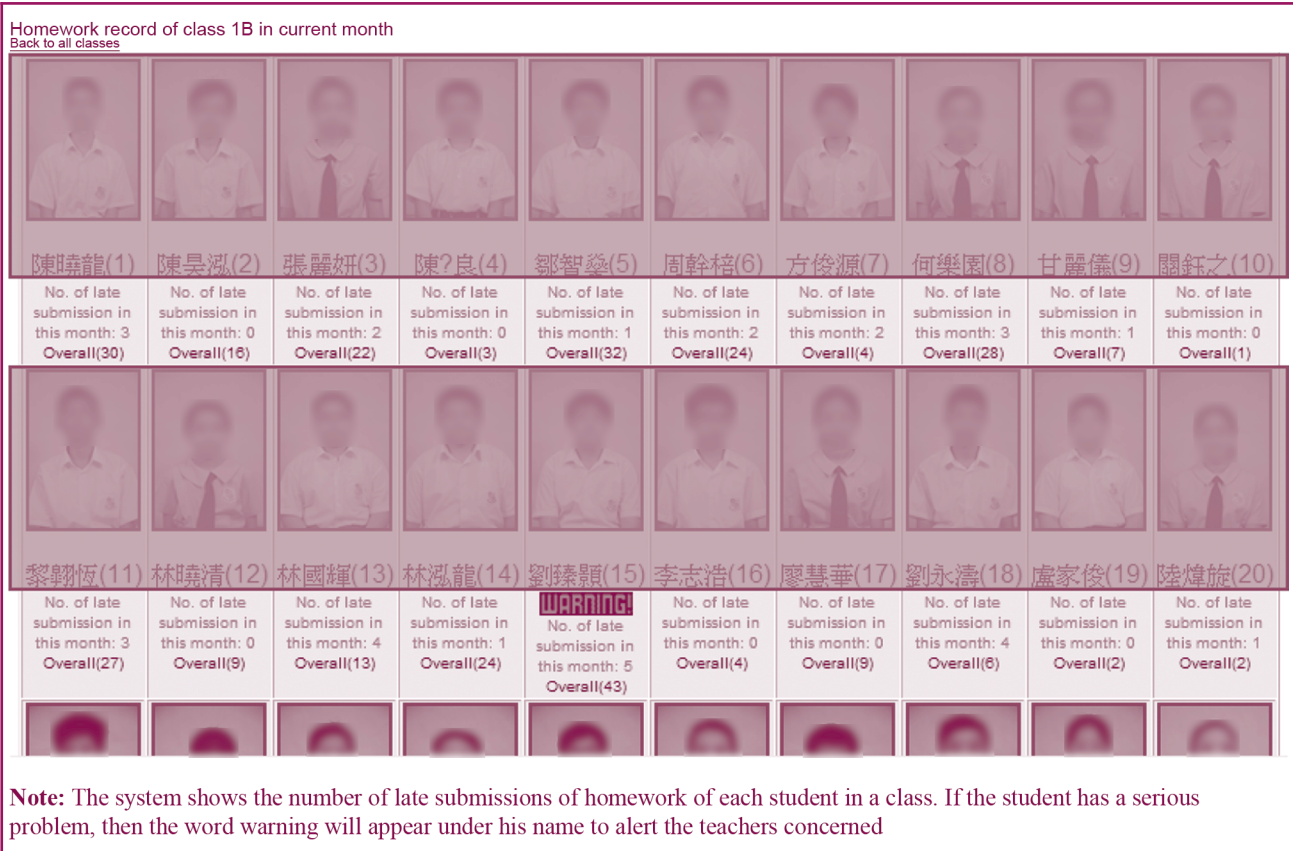 Homework record of class 1B in current month
Back to all classes
陳曉龍(1) 陳昊泓(2) 張麗妍(3) 陳?良(4) 鄒智燊(5) 周幹棓(6) 方俊源(7) 何樂園(8) 甘麗儀(9) 關鈺之(10)
No. of late No. of late No. of late No. of late No. of late No. of late No. of late No. of late No. of late No. of late
submission in submission in submission in submission in submission in submission in submission in submission in submission in submission in
this month: 3 this month: 0 this month: 2 this month: 0 this month: 1 this month: 2 this month: 2 this month: 3 this month: 1 this month: 0
Overall(30) Overall(16) Overall(22) Overall(3) Overall(32) Overall(24) Overall(4) Overall(28) Overall(7) Overall(1)
黎翱恆(11) 林曉清(12) 林國輝(13) 林泓龍(14) 劉臻顥(15) 李志浩(16) 廖慧華(17) 劉永濤(18) 盧家俊(19) 陸煒旋(20)
WARNING!
No. of late No. of late No. of late No. of late No. of late No. of late No. of late No. of late No. of late No. of late
submission in submission in submission in submission in submission in submission in submission in submission in submission in submission in
this month: 3 this month: 0 this month: 4 this month: 1 this month: 5 this month: 0 this month: 0 this month: 4 this month: 0 this month: 1
Overall(27) Overall(9) Overall(13) Overall(24) Overall(43) Overall(4) Overall(9) Overall(6) Overall(2) Overall(2)
Note: The system shows the number of late submissions of homework of each student in a class. If the student has a serious
problem, then the word warning will appear under his name to alert the teachers concerned